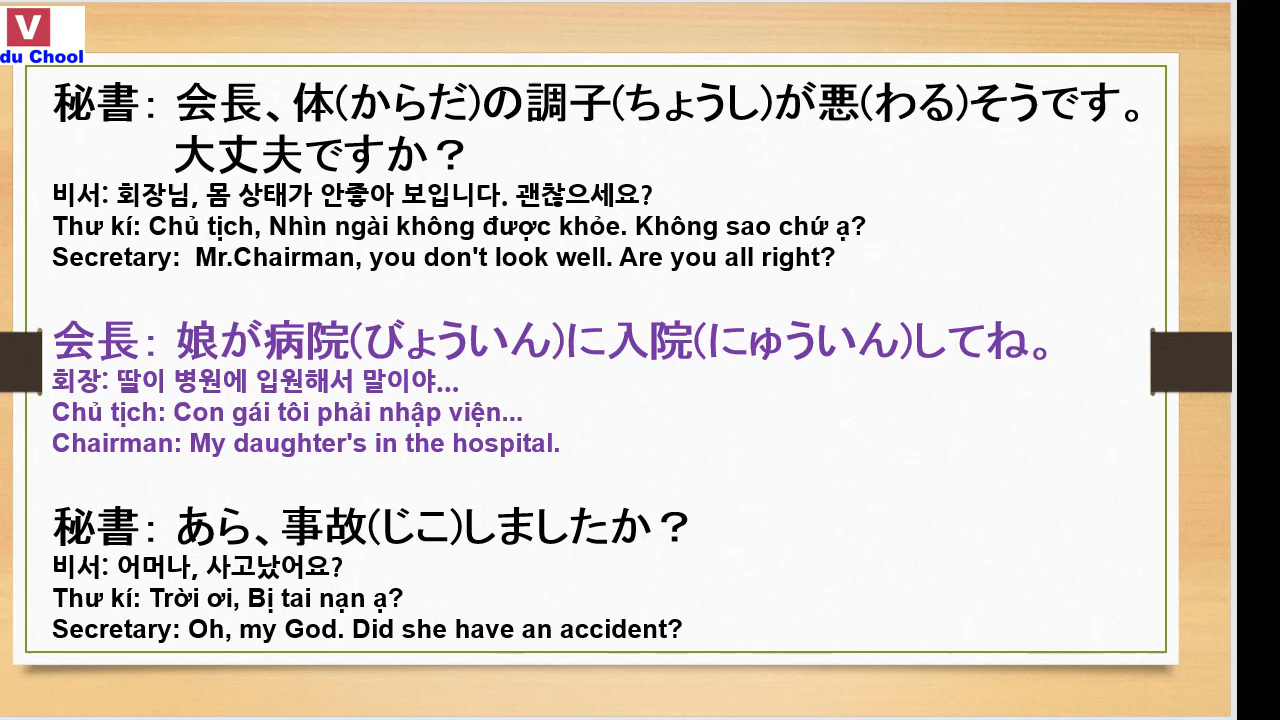 V
du Chool
秘書： 会長、体(からだ)の調子(ちょうし)が悪(わる)そうです。
大丈夫ですか？
비서: 회장님, 몸 상태가 안좋아 보입니다. 괜찮으세요?
Thư kí: Chủ tịch, Nhìn ngài không được khỏe. Không sao chứ ạ?
Secretary:  Mr.Chairman, you don't look well. Are you all right?
会長： 娘が病院(びょういん)に入院(にゅういん)してね。
회장: 딸이 병원에 입원해서 말이야...
Chủ tịch: Con gái tôi phải nhập viện...
Chairman: My daughter's in the hospital.
秘書： あら、事故(じこ)しましたか？
비서: 어머나, 사고났어요?
Thư kí: Trời ơi, Bị tai nạn ạ?
Secretary: Oh, my God. Did she have an accident?